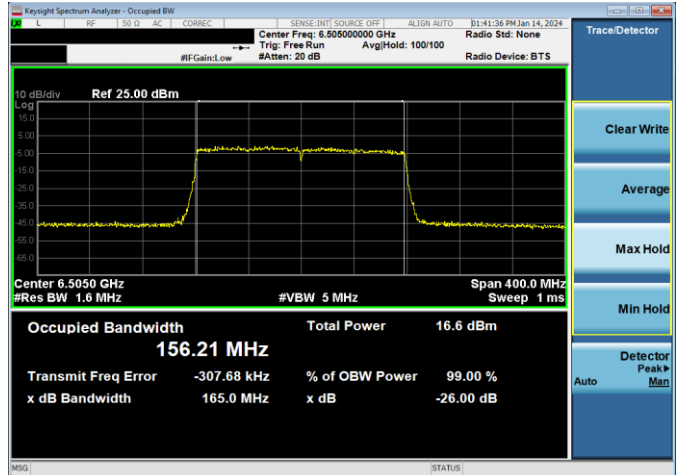 Keysight Spectrum Analyzer - Occupied BW
L RF 50 Ω AC CORREC SENSE:INT SOURCE OFF ALIGN AUTO 01:41:36 PM Jan 14, 2024
Center Freq: 6.505000000 GHz Radio Std: None
Trig: Free Run Avg|Hold: 100/100
#IFGain:Low #Atten: 20 dB Radio Device: BTS
Trace/Detector
10 dB/div Ref 25.00 dBm
Log
15.0
5.00
-5.00
-15.0
-25.0
-35.0
-45.0
-55.0
-65.0
Center 6.5050 GHz Span 400.0 MHz
#Res BW 1.6 MHz #VBW 5 MHz Sweep 1 ms
Occupied Bandwidth Total Power 16.6 dBm
156.21 MHz
Transmit Freq Error -307.68 kHz % of OBW Power 99.00 %
x dB Bandwidth 165.0 MHz x dB -26.00 dB
Clear Write
Average
Max Hold
Min Hold
Detector
Peak▶
Auto Man
MSG STATUS